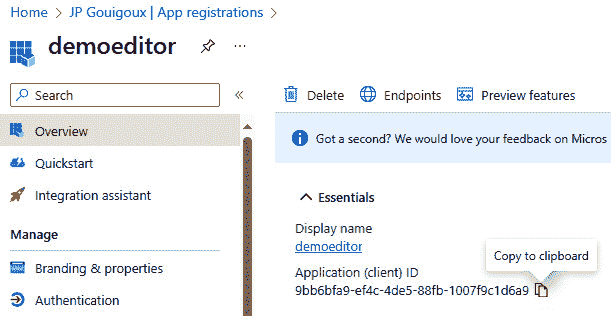 Home > JP Gouigoux | App registrations >
demoeditor
Search
Overview
Quickstart
Integration assistant
Manage
Branding & properties
Authentication
Delete Endpoints Preview features
Got a second? We would love your feedback on Micros
Essentials
Display name
demoeditor
Copy to clipboard
Application (client) ID
9bb6bfa9-ef4c-4de5-88fb-1007f9c1d6a9